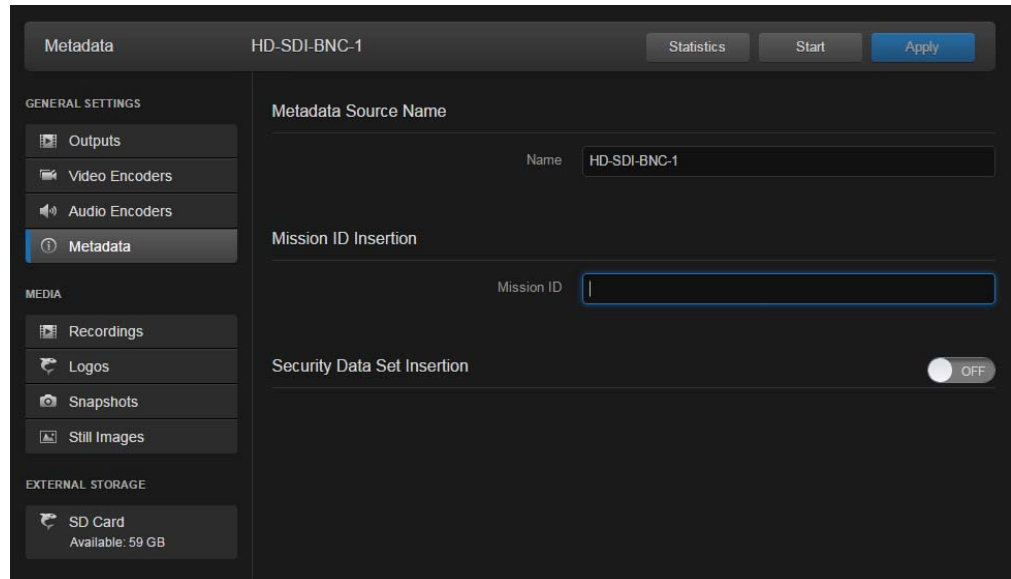 Metadata
HD-SDI-BNC-1
Statistics
Start
Apply
GENERAL SETTINGS
Outputs
Video Encoders
Audio Encoders
Metadata
MEDIA
Recordings
Logos
Snapshots
Still Images
EXTERNAL STORAGE
SD Card
Available: 59 GB
Metadata Source Name
Name HD-SDI-BNC-1
Mission ID Insertion
Mission ID
Security Data Set Insertion
OFF